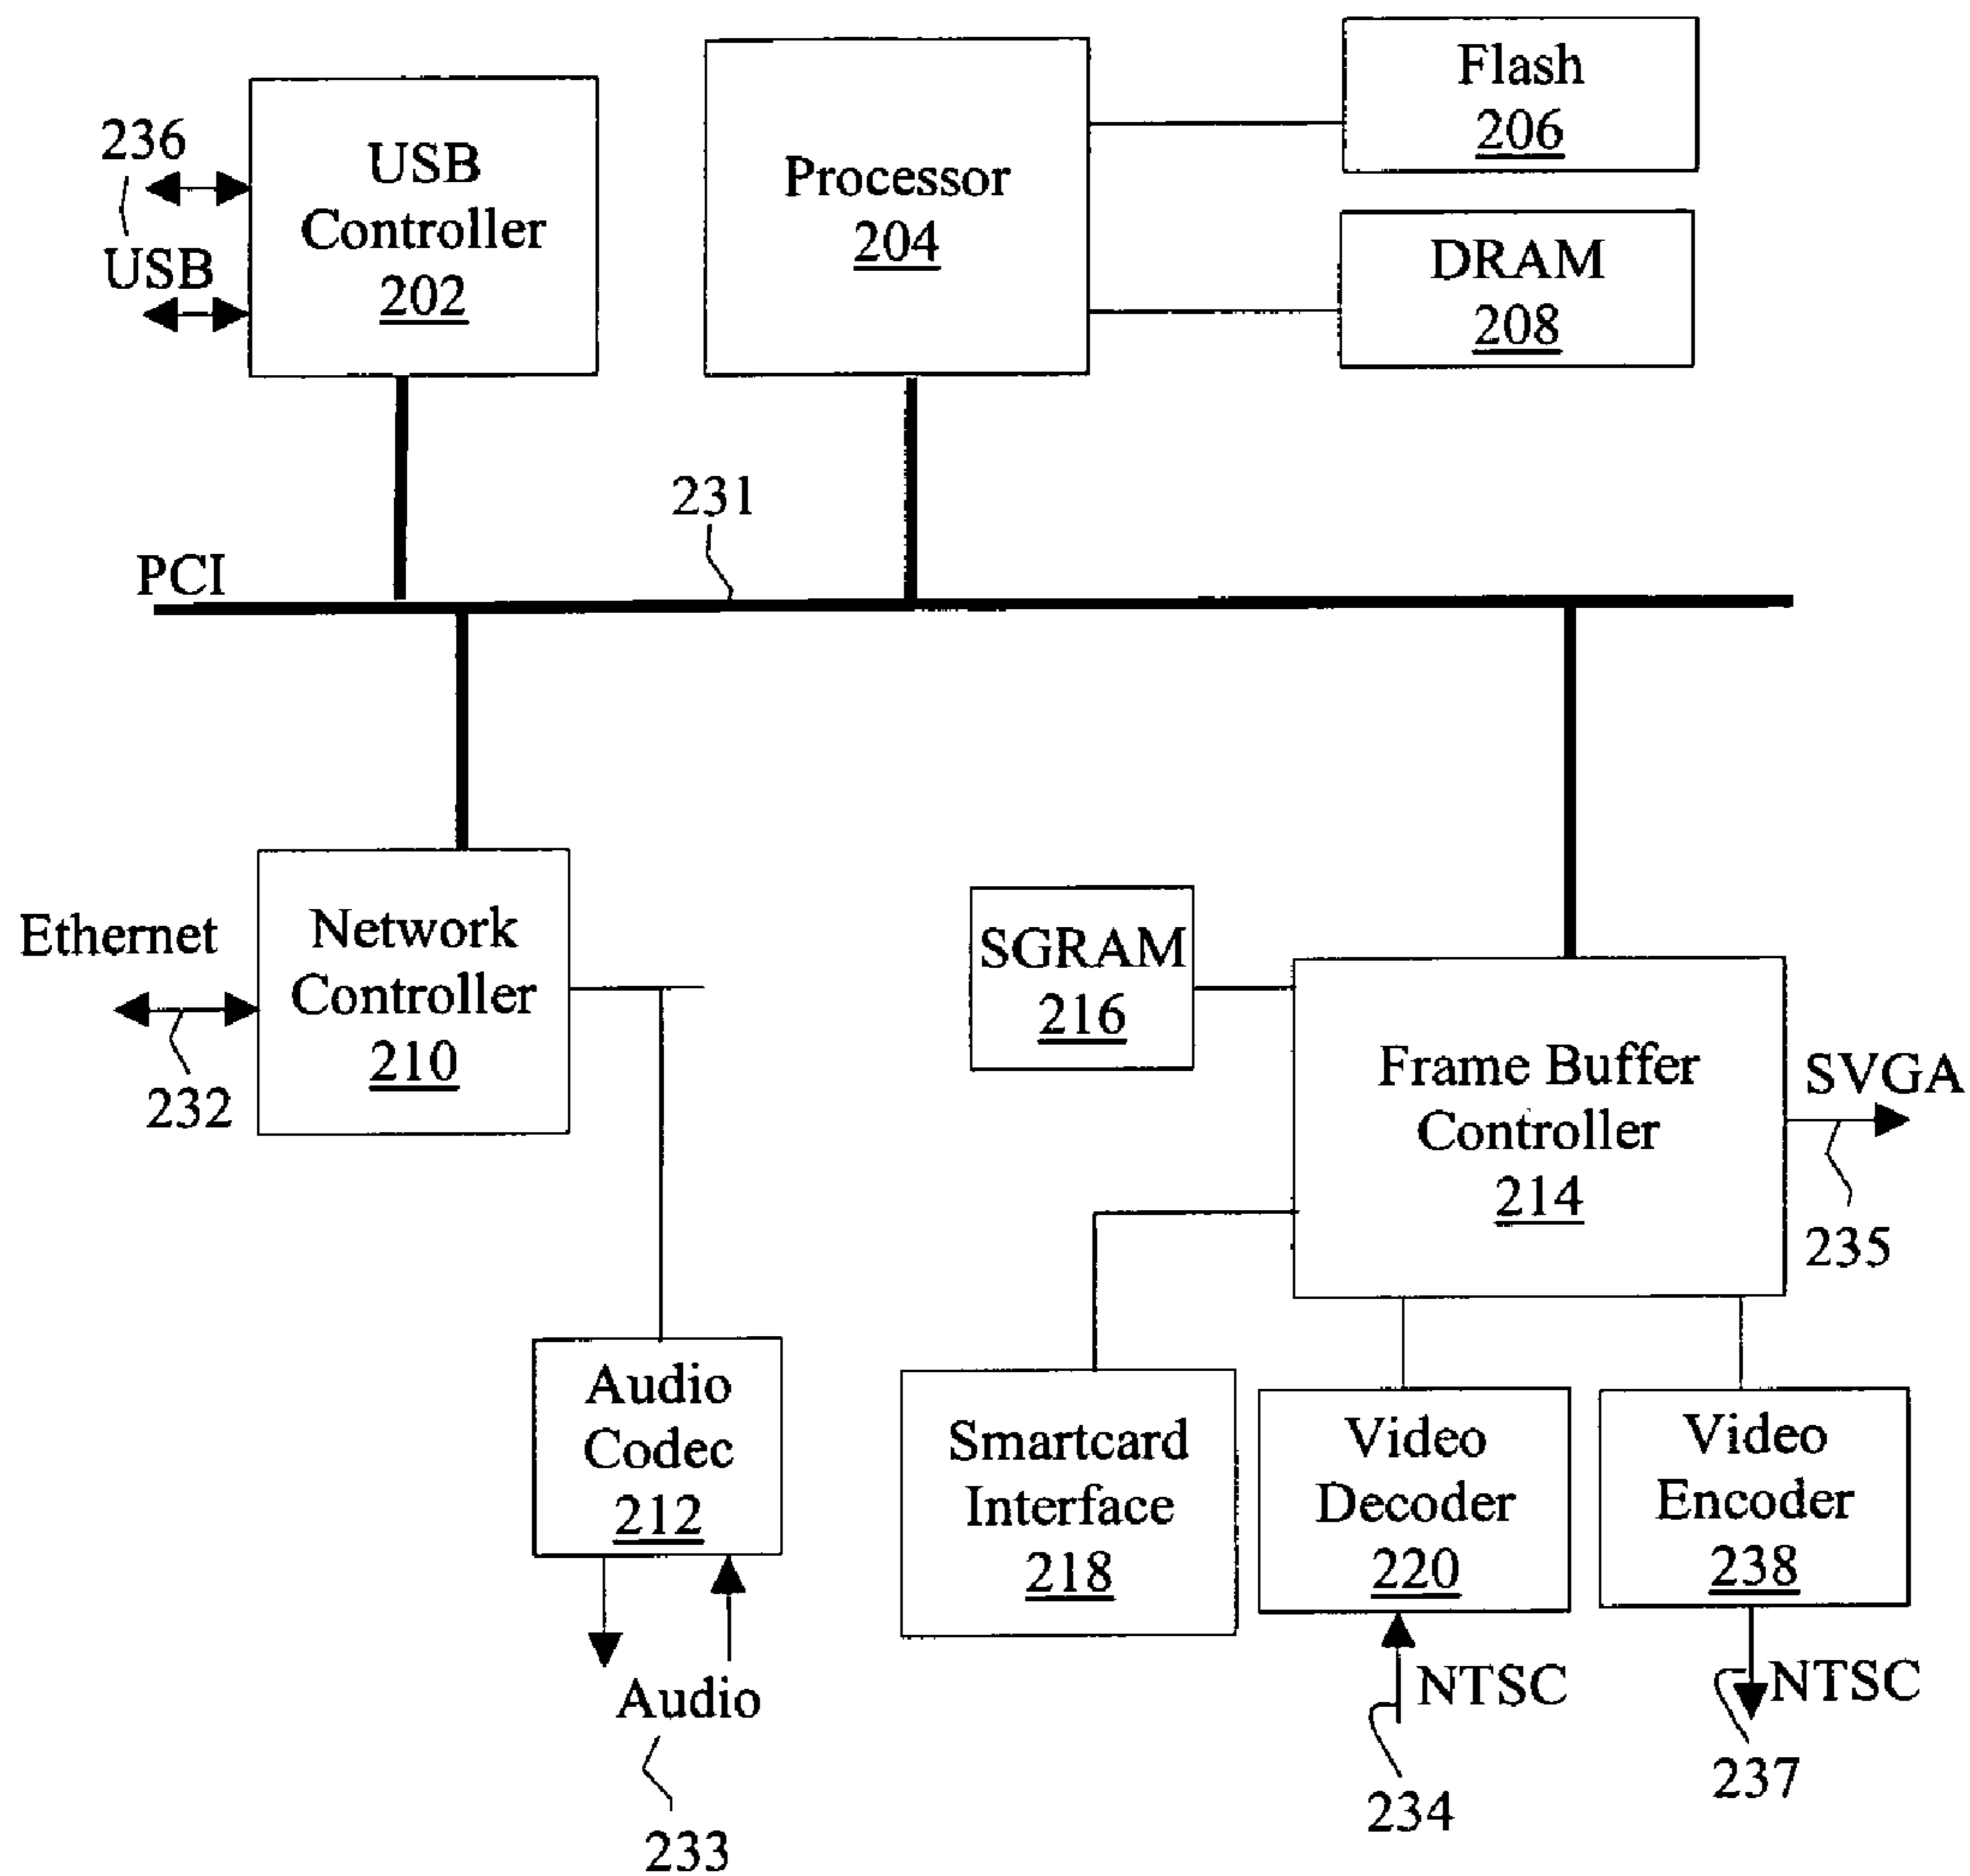 Flash
206
236
USB
Controller
202
Processor
204
USB
DRAM
208
231
PCI
Ethernet
232
Network
Controller
210
SGRAM
216
Frame Buffer
Controller
214
SVGA
235
Audio
Codec
212
Smartcard
Interface
218
Video
Decoder
220
Video
Encoder
238
Audio
233
NTSC
234
NTSC
237